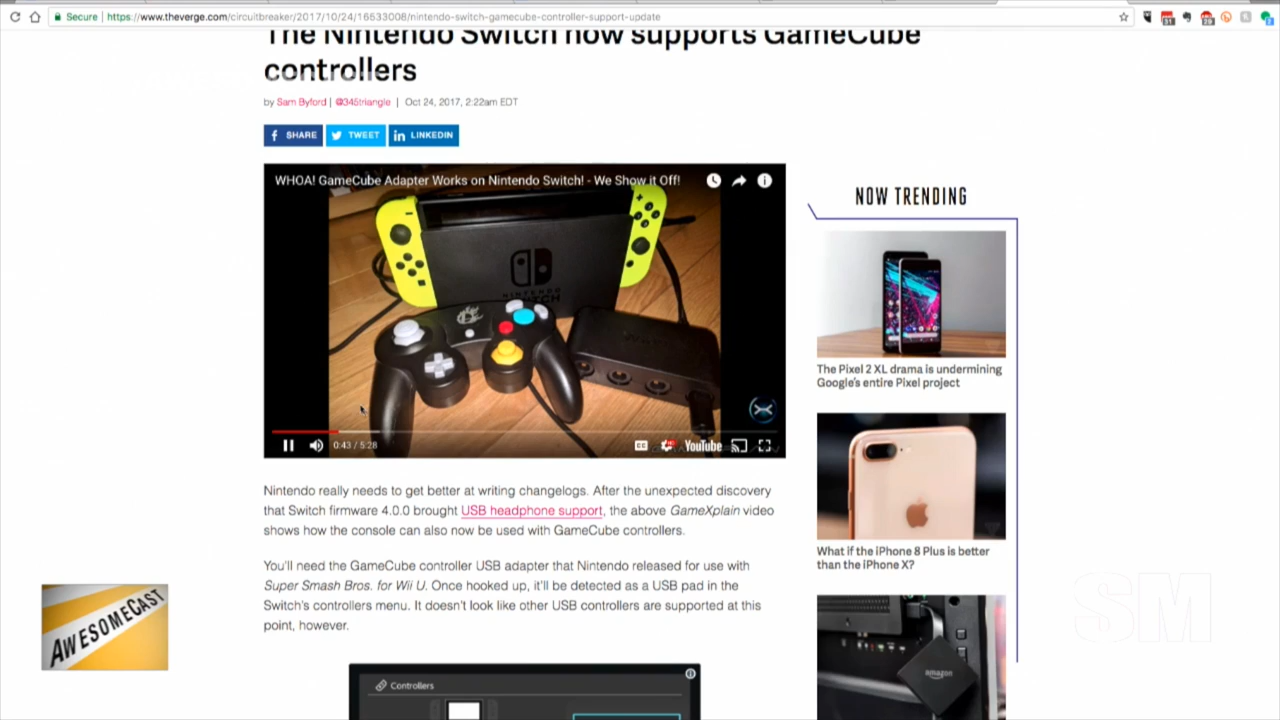 Secure | https://www.theverge.com/circuitbreaker/2017/10/24/16533008/nintendo-switch-gamecube-controller-support-update
The Nintendo Switch now supports GameCube
controllers
by Sam Byford | @345triangle | Oct 24, 2017, 2:22am EDT
SHARE
TWEET
LINKEDIN
WHOA! GameCube Adapter Works on Nintendo Switch! - We Show it Off!
NINTENDO
SWITCH
0:43 / 5:28
CC
HD
YouTube
Nintendo really needs to get better at writing changelogs. After the unexpected discovery
that Switch firmware 4.0.0 brought USB headphone support, the above GameXplain video
shows how the console can also now be used with GameCube controllers.
You'll need the GameCube controller USB adapter that Nintendo released for use with
Super Smash Bros. for Wii U. Once hooked up, it'll be detected as a USB pad in the
Switch's controllers menu. It doesn't look like other USB controllers are supported at this
point, however.
Controllers
NOW TRENDING
The Pixel 2 XL drama is undermining
Google's entire Pixel project
What if the iPhone 8 Plus is better
than the iPhone X?
amazon
AWESOMECAST
SM